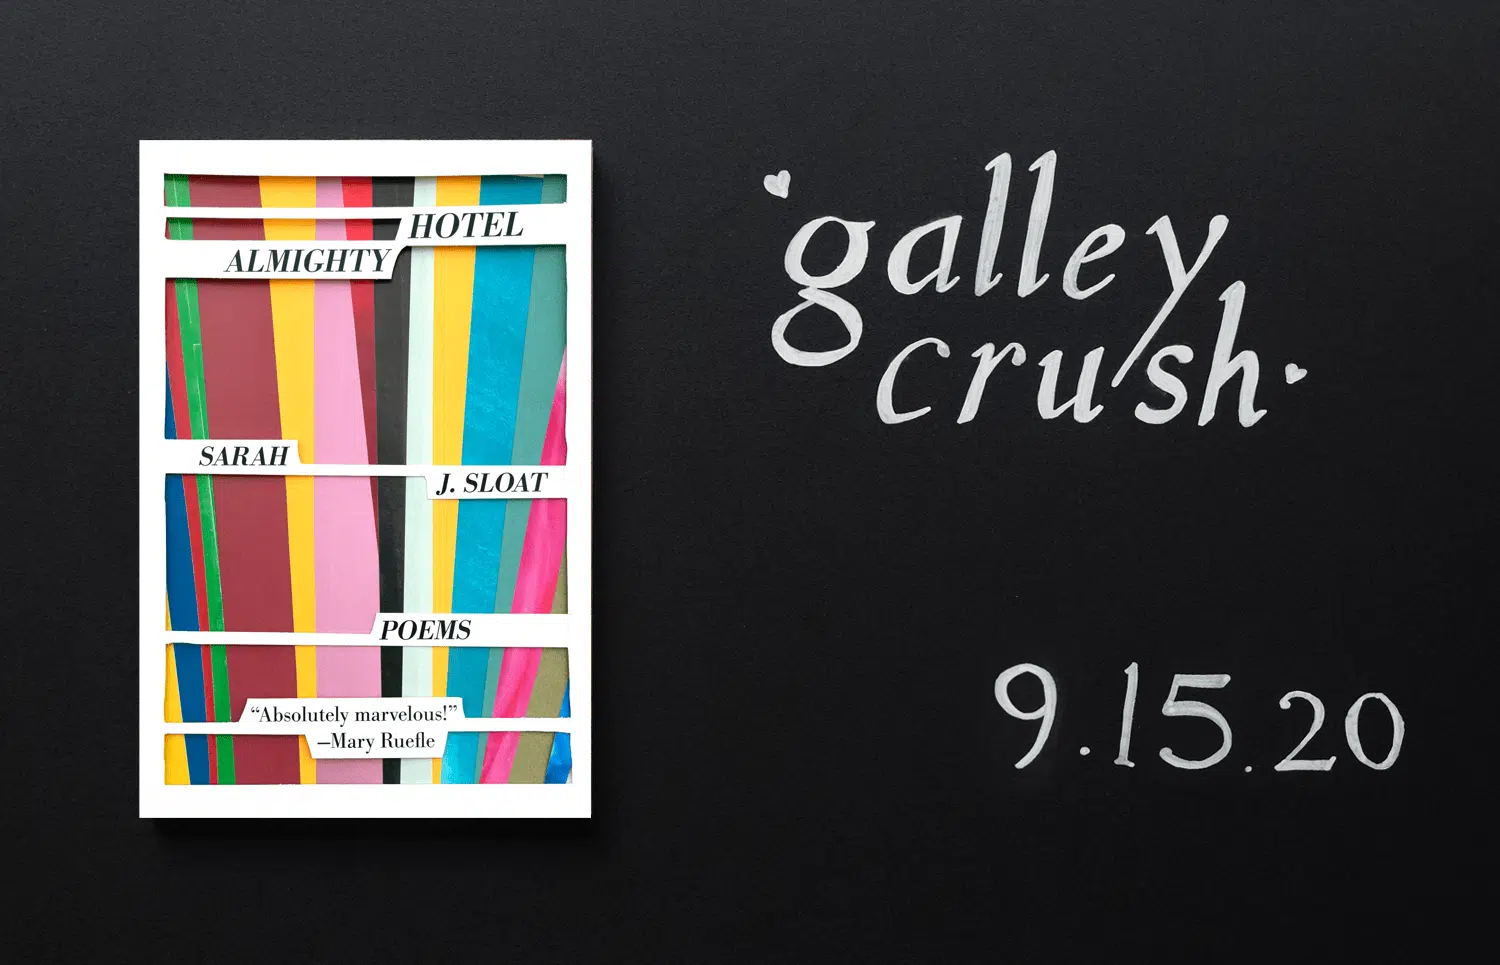 HOTEL
ALMIGHTY
SARAH
J. SLOAT
POEMS
“Absolutely marvelous!”
—Mary Ruefle
galley
crush
9.15.20